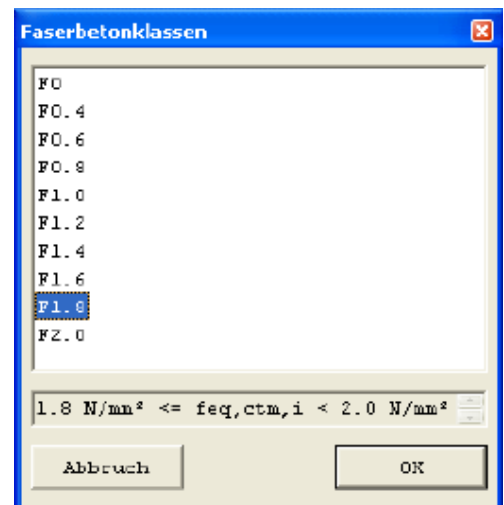 Faserbetonklassen
F0
F0.4
F0.6
F0.8
F1.0
F1.2
F1.4
F1.6
F1.8
F2.0
1.8 N/mm² <= feq,ctm,i < 2.0 N/mm²
Abbruch OK